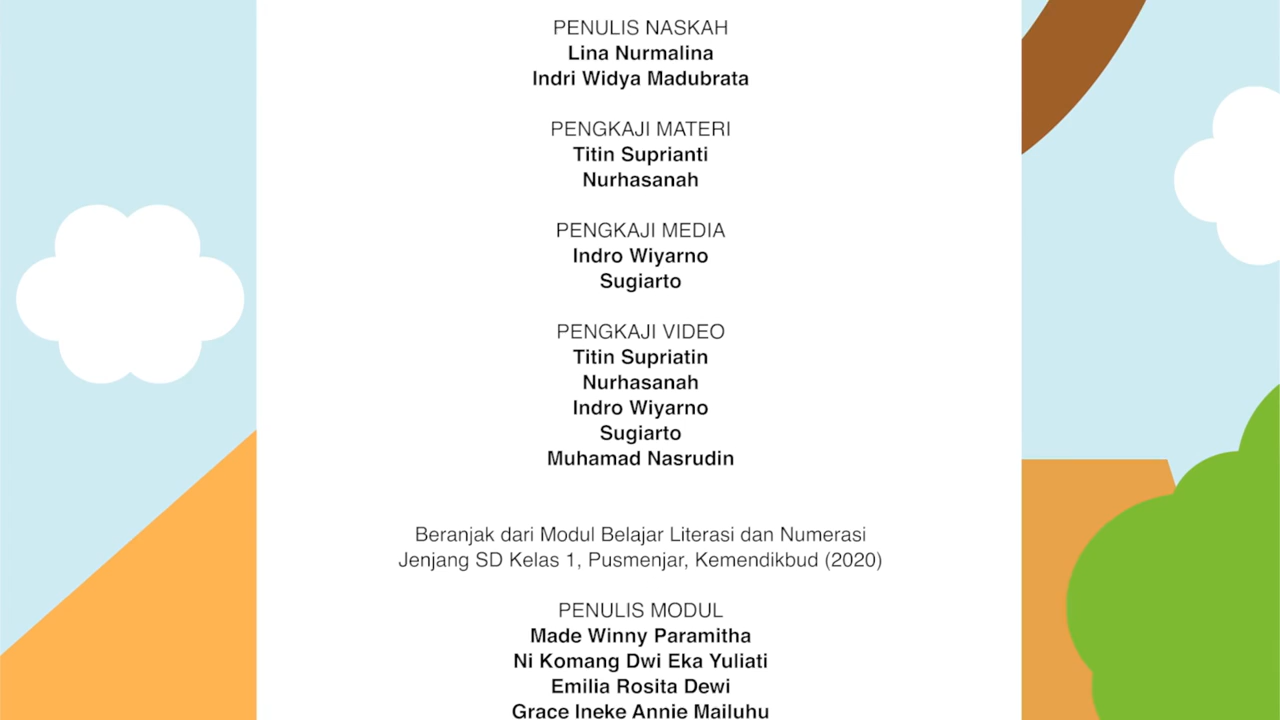 PENULIS NASKAH
Lina Nurmalina
Indri Widya Madubrata
PENGKAJI MATERI
Titin Suprianti
Nurhasanah
PENGKAJI MEDIA
Indro Wiyarno
Sugiarto
PENGKAJI VIDEO
Titin Supriatin
Nurhasanah
Indro Wiyarno
Sugiarto
Muhamad Nasrudin
Beranjak dari Modul Belajar Literasi dan Numerasi
Jenjang SD Kelas 1, Pusmenjar, Kemendikbud (2020)
PENULIS MODUL
Made Winny Paramitha
Ni Komang Dwi Eka Yuliati
Emilia Rosita Dewi
Grace Ineke Annie Mailuhu